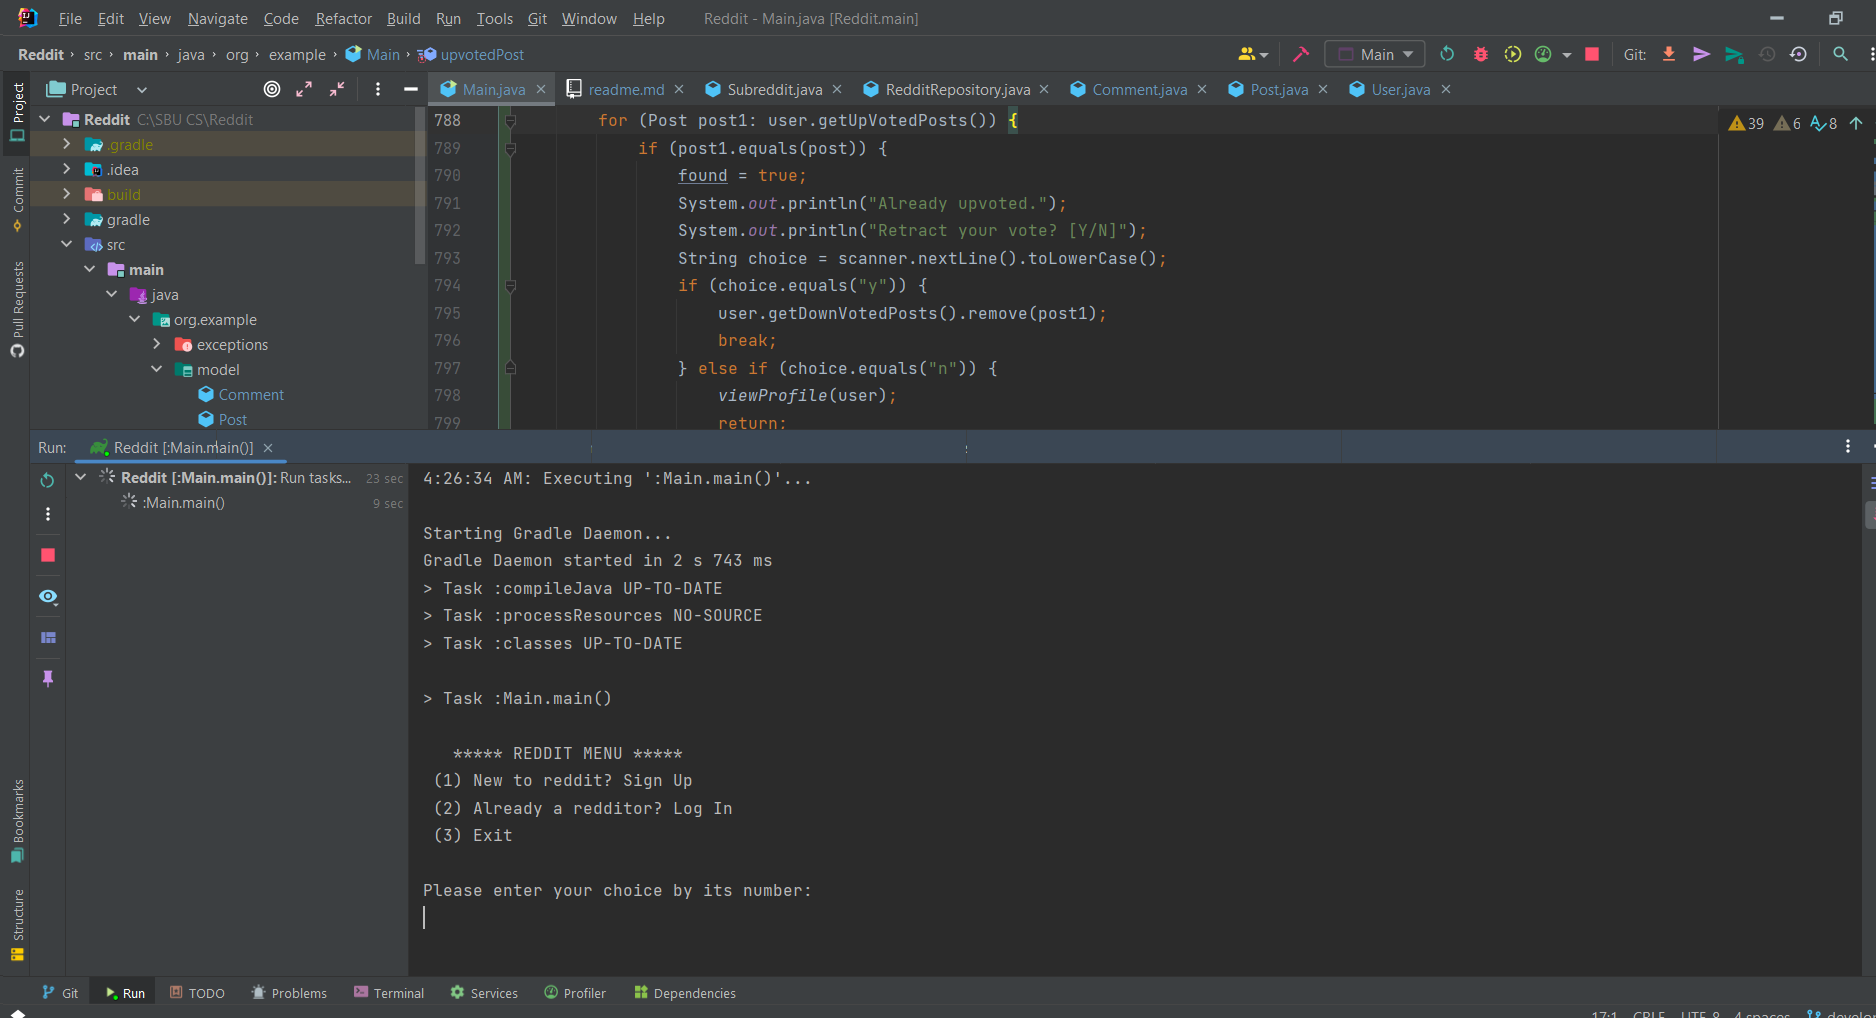 File Edit View Navigate Code Refactor Build Run Tools Git Window Help Reddit - Main.java [Reddit.main]
Reddit › src › main › java › org › example › Main › upvotedPost Main Git:
Project
Main.java readme.md Subreddit.java RedditRepository.java Comment.java Post.java User.java
Project
Commit
Pull Requests
Bookmarks
Structure
Reddit C:\SBU CS\Reddit
.gradle
.idea
build
gradle
src
main
java
org.example
exceptions
model
Comment
Post
39 6 8
788 for (Post post1: user.getUpVotedPosts()) {
789 if (post1.equals(post)) {
790 found = true;
791 System.out.println("Already upvoted.");
792 System.out.println("Retract your vote? [Y/N]");
793 String choice = scanner.nextLine().toLowerCase();
794 if (choice.equals("y")) {
795 user.getDownVotedPosts().remove(post1);
796 break;
797 } else if (choice.equals("n")) {
798 viewProfile(user);
799 return;
Run: Reddit [:Main.main()]
Reddit [:Main.main()]: Run tasks... 23 sec
:Main.main() 9 sec
4:26:34 AM: Executing ':Main.main()'...
Starting Gradle Daemon...
Gradle Daemon started in 2 s 743 ms
> Task :compileJava UP-TO-DATE
> Task :processResources NO-SOURCE
> Task :classes UP-TO-DATE
> Task :Main.main()
***** REDDIT MENU *****
(1) New to reddit? Sign Up
(2) Already a redditor? Log In
(3) Exit
Please enter your choice by its number:
Git Run TODO Problems Terminal Services Profiler Dependencies
17:1 CRLF UTF-8 4 spaces